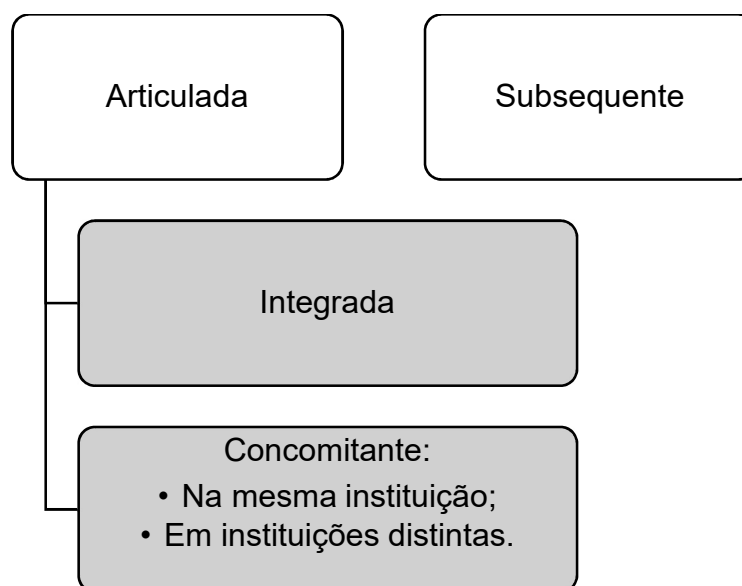 Articulada
Subsequente
Integrada
Concomitante:
• Na mesma instituição;
• Em instituições distintas.